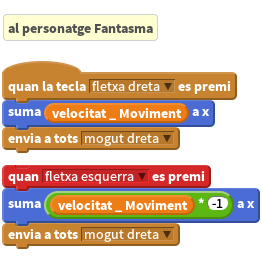 al personatge Fantasma
quan la tecla fletxa dreta ▼ es premi
suma velocitat _ Moviment a x
envia a tots mogut dreta ▼
quan fletxa esquerra ▼ es premi
suma velocitat _ Moviment * -1 a x
envia a tots mogut dreta ▼